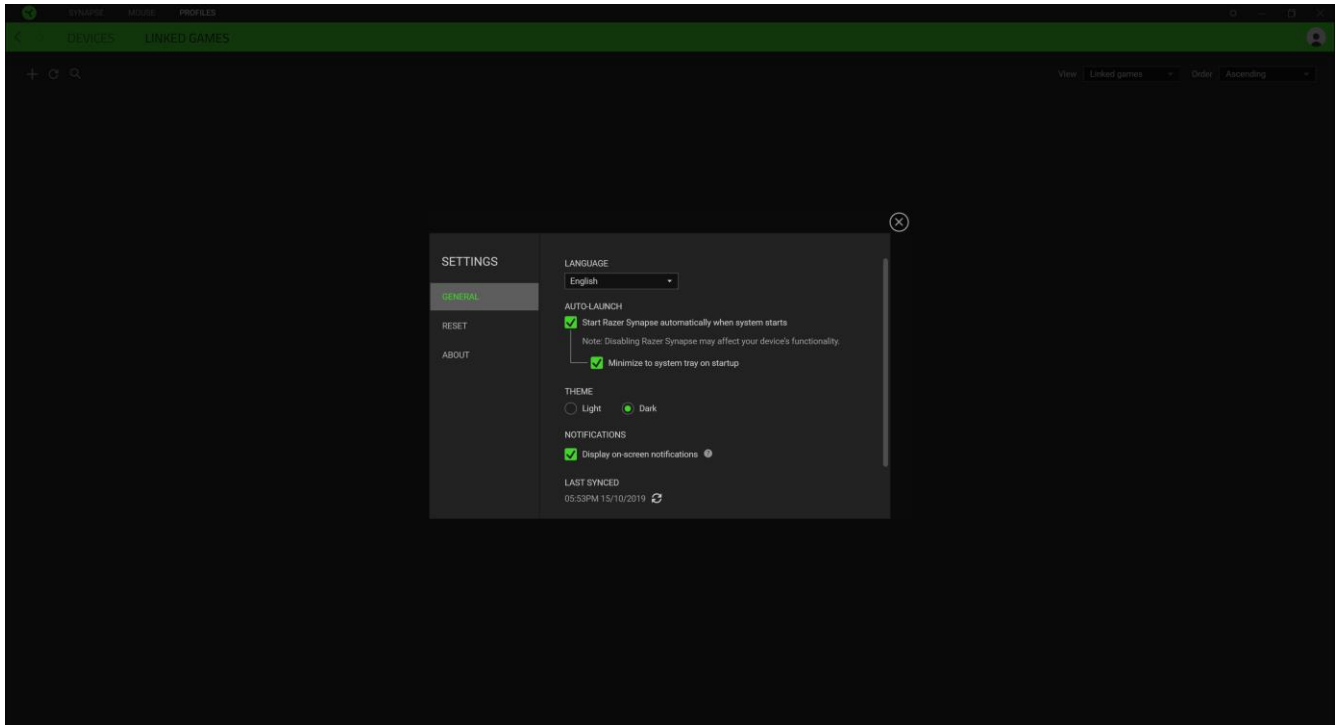 SYNAPSE MOUSE PROFILES
DEVICES LINKED GAMES
View Linked games Order Ascending
SETTINGS
GENERAL
RESET
ABOUT
LANGUAGE
English
AUTO-LAUNCH
Start Razer Synapse automatically when system starts
Note: Disabling Razer Synapse may affect your device's functionality.
Minimize to system tray on startup
THEME
Light Dark
NOTIFICATIONS
Display on-screen notifications ?
LAST SYNCED
05:53PM 15/10/2019